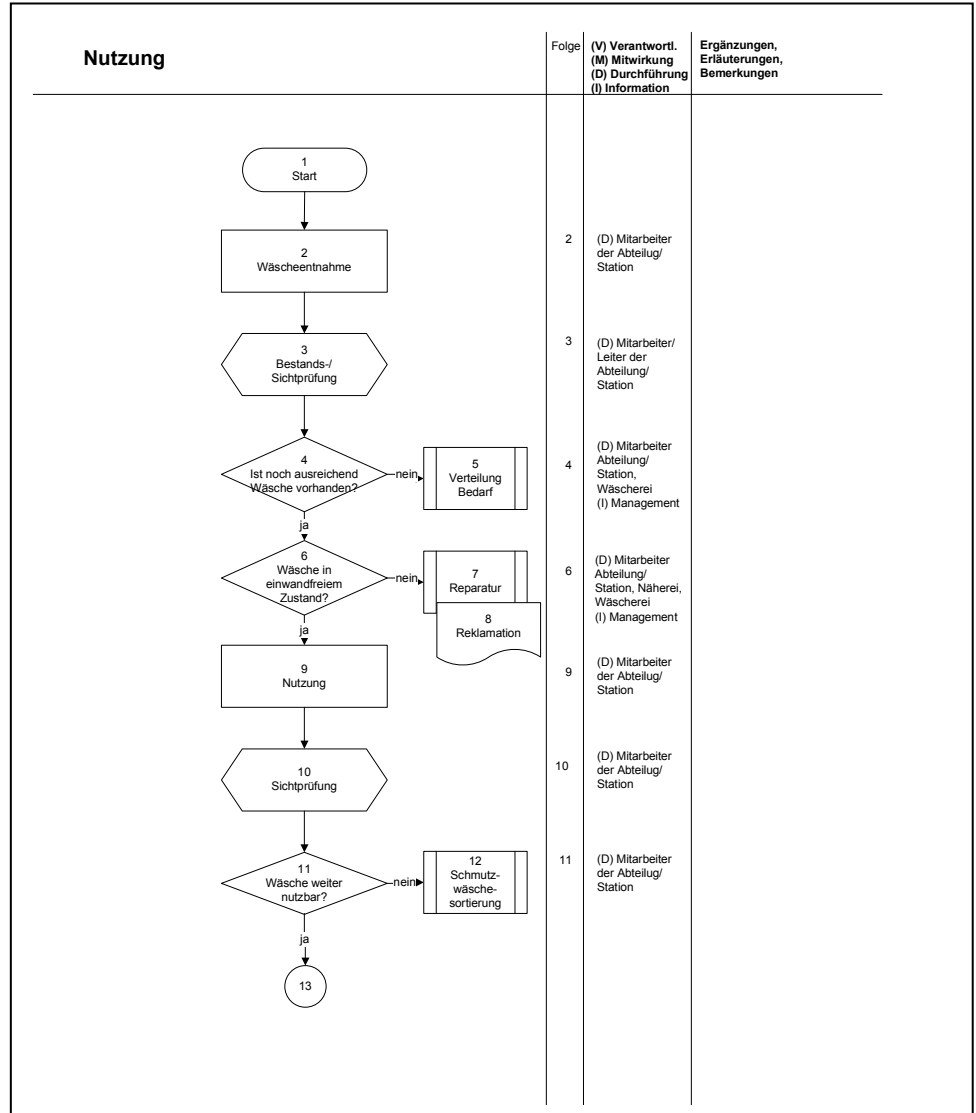 Nutzung
Folge
(V) Verantwortl.
(M) Mitwirkung
(D) Durchführung
(I) Information
Ergänzungen,
Erläuterungen,
Bemerkungen
1
Start
2
Wäscheentnahme
2
(D) Mitarbeiter
der Abteilug/
Station
3
Bestands-/
Sichtprüfung
3
(D) Mitarbeiter/
Leiter der
Abteilung/
Station
4
Ist noch ausreichend
Wäsche vorhanden?
nein
5
Verteilung
Bedarf
4
(D) Mitarbeiter
Abteilung/
Station,
Wäscherei
(I) Management
ja
6
Wäsche in
einwandfreiem
Zustand?
nein
7
Reparatur
8
Reklamation
6
(D) Mitarbeiter
Abteilung/
Station, Näherei,
Wäscherei
(I) Management
ja
9
Nutzung
9
(D) Mitarbeiter
der Abteilug/
Station
10
Sichtprüfung
10
(D) Mitarbeiter
der Abteilug/
Station
11
Wäsche weiter
nutzbar?
nein
12
Schmutz-
wäsche-
sortierung
11
(D) Mitarbeiter
der Abteilug/
Station
ja
13